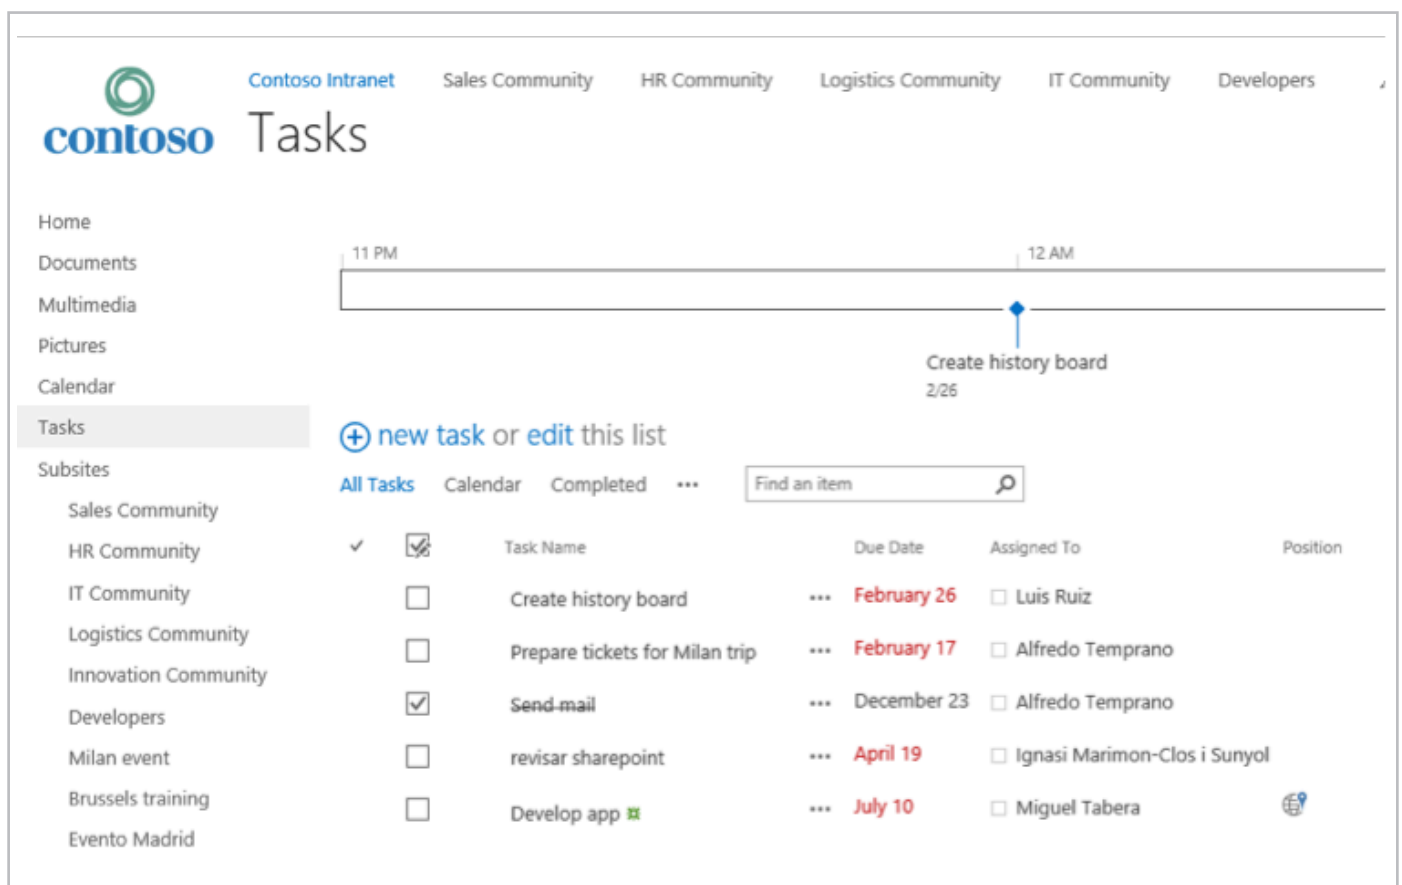 contoso
Contoso Intranet Sales Community HR Community Logistics Community IT Community Developers
Tasks
Home
Documents
Multimedia
Pictures
Calendar
Tasks
Subsites
Sales Community
HR Community
IT Community
Logistics Community
Innovation Community
Developers
Milan event
Brussels training
Evento Madrid
11 PM 12 AM
Create history board
2/26
new task or edit this list
All Tasks Calendar Completed ••• Find an item
Task Name Due Date Assigned To Position
Create history board ••• February 26 Luis Ruiz
Prepare tickets for Milan trip ••• February 17 Alfredo Temprano
Send mail ••• December 23 Alfredo Temprano
revisar sharepoint ••• April 19 Ignasi Marimon-Clos i Sunyol
Develop app ••• July 10 Miguel Tabera